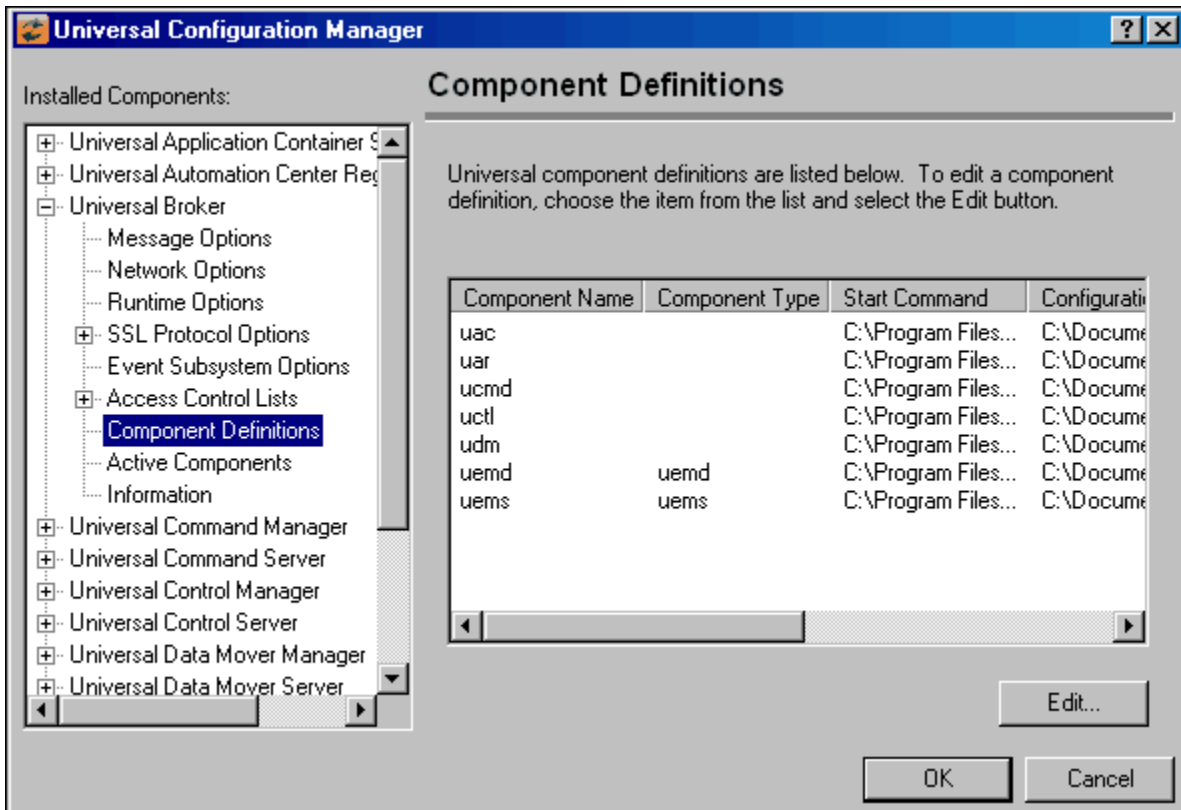 Universal Configuration Manager
Installed Components:
Universal Application Container S
Universal Automation Center Reg
Universal Broker
Message Options
Network Options
Runtime Options
SSL Protocol Options
Event Subsystem Options
Access Control Lists
Component Definitions
Active Components
Information
Universal Command Manager
Universal Command Server
Universal Control Manager
Universal Control Server
Universal Data Mover Manager
Universal Data Mover Server
Component Definitions
Universal component definitions are listed below. To edit a component
definition, choose the item from the list and select the Edit button.
Component Name Component Type Start Command Configurati
uac C:\Program Files... C:\Docume
uar C:\Program Files... C:\Docume
ucmd C:\Program Files... C:\Docume
uctl C:\Program Files... C:\Docume
udm C:\Program Files... C:\Docume
uemd uemd C:\Program Files... C:\Docume
uems uems C:\Program Files... C:\Docume
Edit...
OK Cancel